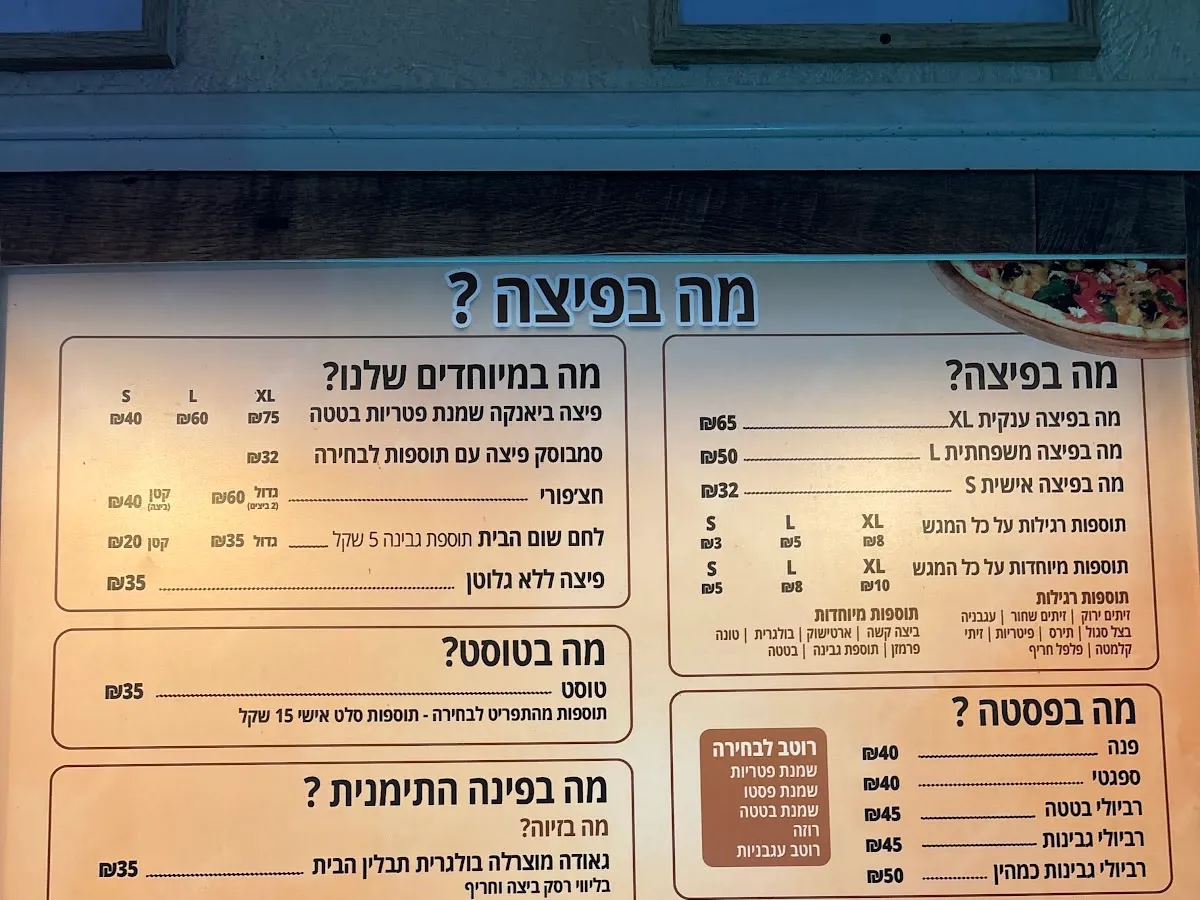 מה בפיצה ?
מה בפיצה?
מה בפיצה ענקית XL ₪65
מה בפיצה משפחתית L ₪50
מה בפיצה אישית S ₪32
XL L S
תוספות רגילות על כל המגש ₪8 ₪5 ₪3
XL L S
תוספות מיוחדות על כל המגש ₪10 ₪8 ₪5
תוספות רגילות
זיתים ירוק | זיתים שחור | עגבניה
בצל סגול | תירס | פיטריות | זיתי
קלמטה | פלפל חריף
תוספות מיוחדות
ביצה קשה | ארטישוק | בולגרית | טונה
פרמזן | תוספת גבינה | בטטה
מה במיוחדים שלנו?
XL L S
פיצה ביאנקה שמנת פטריות בטטה ₪75 ₪60 ₪40
סמבוסק פיצה עם תוספות לבחירה ₪32
חצ'פורי גדול (2 ביצים) ₪60 קטן (ביצה) ₪40
לחם שום הבית תוספת גבינה 5 שקל גדול ₪35 קטן ₪20
פיצה ללא גלוטן ₪35
מה בטוסט?
טוסט ₪35
תוספות מהתפריט לבחירה - תוספות סלט אישי 15 שקל
מה בפסטה ?
פנה ₪40
ספגטי ₪40
רביולי בטטה ₪45
רביולי גבינות ₪45
רביולי גבינות כמהין ₪50
רוטב לבחירה
שמנת פטריות
שמנת פסטו
שמנת בטטה
רוזה
רוטב עגבניות
מה בפינה התימנית ?
מה בזיוה?
גאודה מוצרלה בולגרית תבלין הבית ₪35
בליווי רסק ביצה וחריף